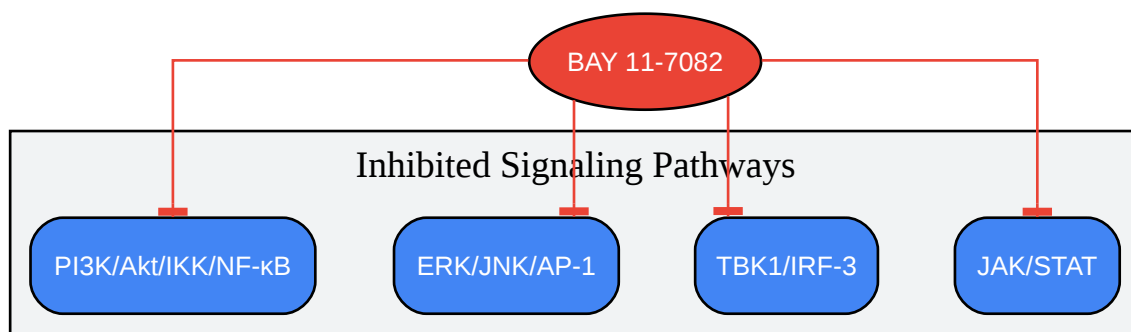 BAY 11-7082
Inhibited Signaling Pathways
PI3K/Akt/IKK/NF-κB
ERK/JNK/AP-1
TBK1/IRF-3
JAK/STAT